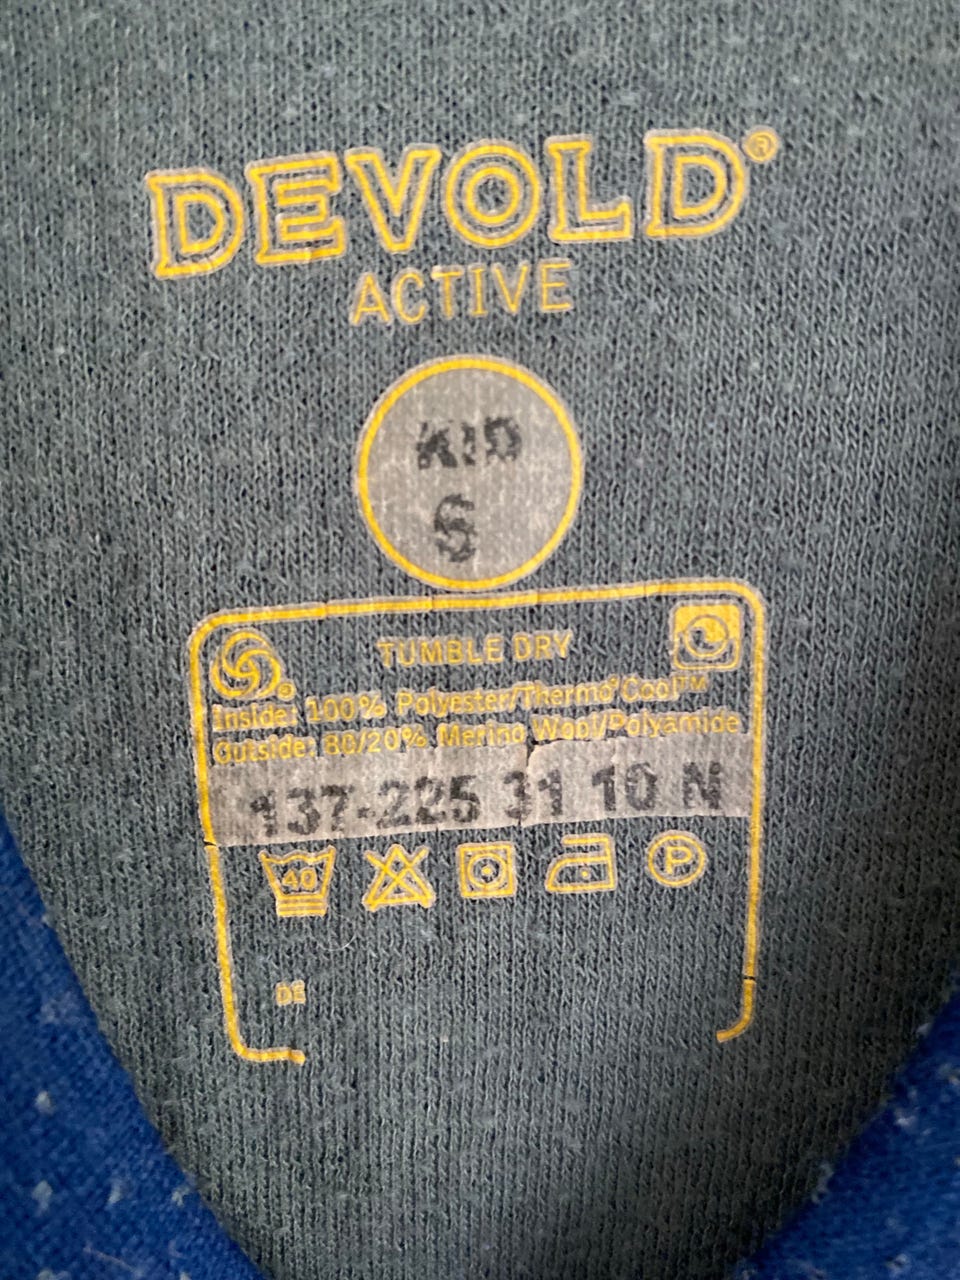 DEVOLD®
ACTIVE
KID
S
TUMBLE DRY
Inside: 100% Polyester/Thermo°Cool™
Outside: 80/20% Merino Wool/Polyamide
137-225 31 10 N
40
P
DE